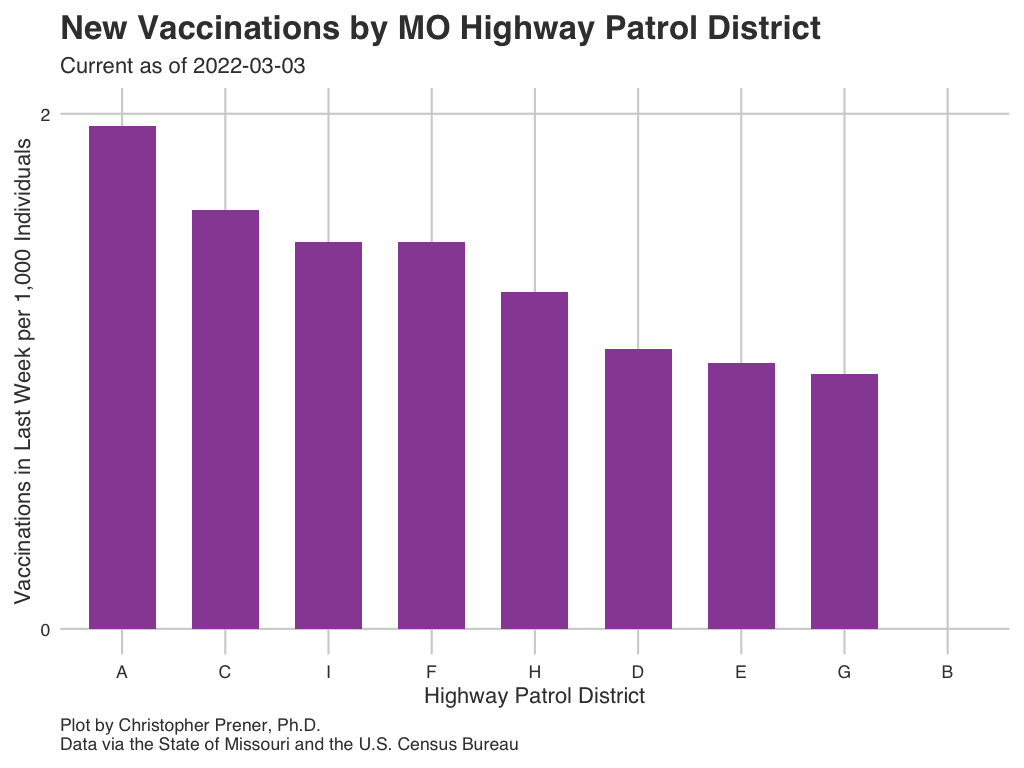 New Vaccinations by MO Highway Patrol District
Current as of 2022-03-03
Vaccinations in Last Week per 1,000 Individuals
2
0
A C I F H D E G B
Highway Patrol District
Plot by Christopher Prener, Ph.D.
Data via the State of Missouri and the U.S. Census Bureau